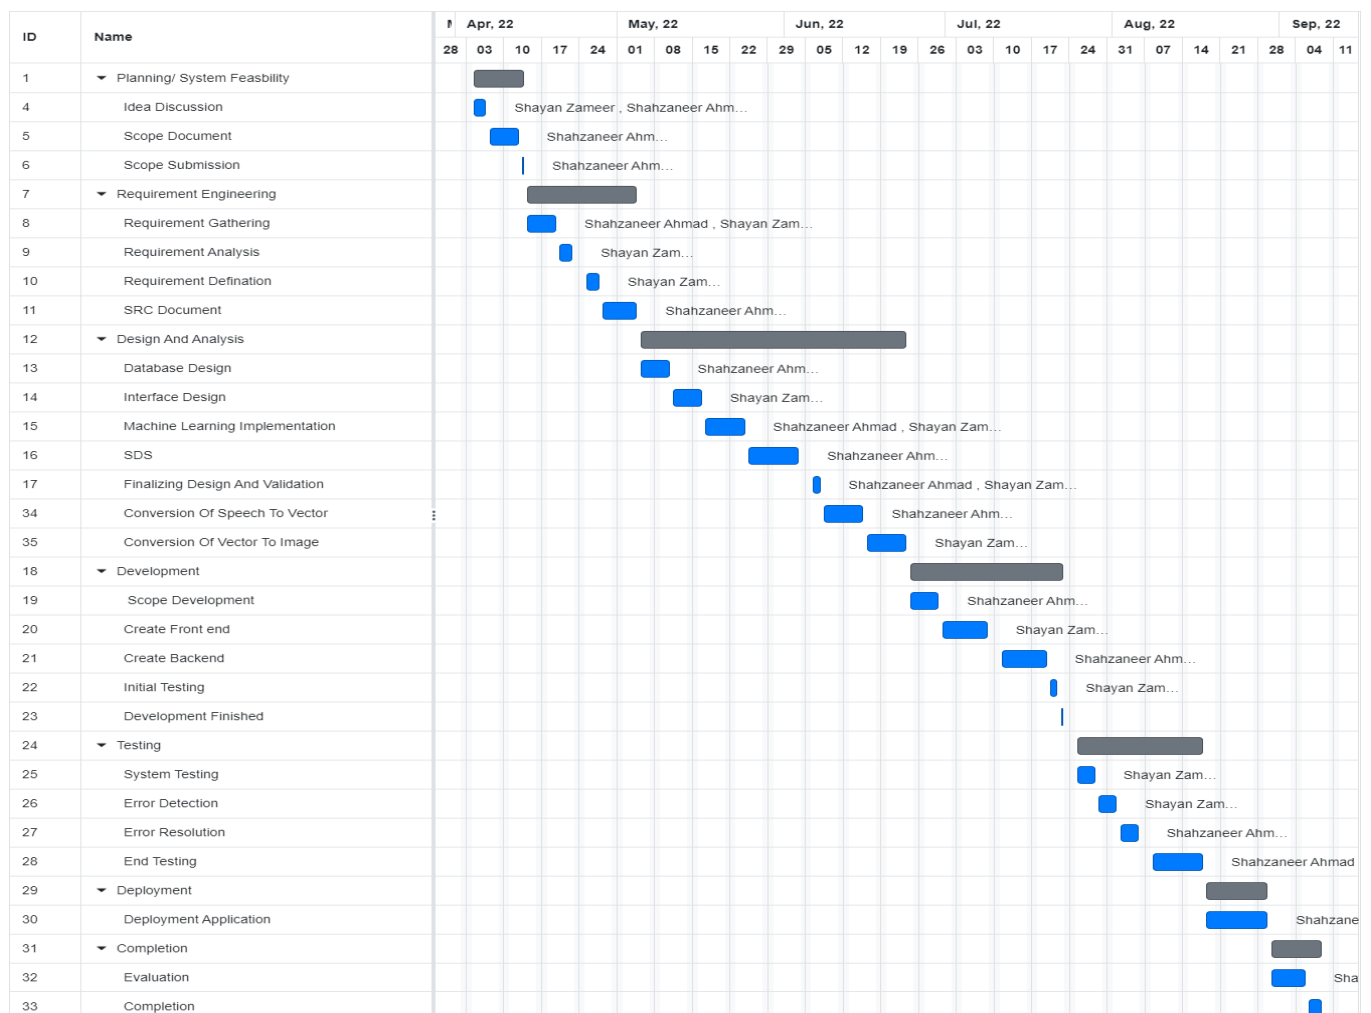 ID Name M Apr, 22 May, 22 Jun, 22 Jul, 22 Aug, 22 Sep, 22
28 03 10 17 24 01 08 15 22 29 05 12 19 26 03 10 17 24 31 07 14 21 28 04 11
1 Planning/ System Feasbility
4 Idea Discussion Shayan Zameer , Shahzaneer Ahm...
5 Scope Document Shahzaneer Ahm...
6 Scope Submission Shahzaneer Ahm...
7 Requirement Engineering
8 Requirement Gathering Shahzaneer Ahmad , Shayan Zam...
9 Requirement Analysis Shayan Zam...
10 Requirement Defination Shayan Zam...
11 SRC Document Shahzaneer Ahm...
12 Design And Analysis
13 Database Design Shahzaneer Ahm...
14 Interface Design Shayan Zam...
15 Machine Learning Implementation Shahzaneer Ahmad , Shayan Zam...
16 SDS Shahzaneer Ahm...
17 Finalizing Design And Validation Shahzaneer Ahmad , Shayan Zam...
34 Conversion Of Speech To Vector Shahzaneer Ahm...
35 Conversion Of Vector To Image Shayan Zam...
18 Development
19 Scope Development Shahzaneer Ahm...
20 Create Front end Shayan Zam...
21 Create Backend Shahzaneer Ahm...
22 Initial Testing Shayan Zam...
23 Development Finished
24 Testing
25 System Testing Shayan Zam...
26 Error Detection Shayan Zam...
27 Error Resolution Shahzaneer Ahm...
28 End Testing Shahzaneer Ahmad
29 Deployment
30 Deployment Application Shahzane
31 Completion
32 Evaluation Sha
33 Completion